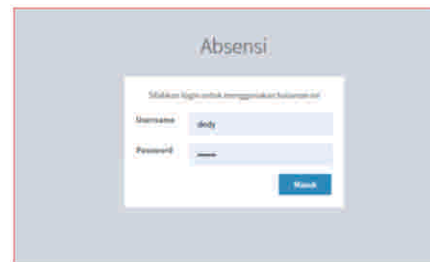 Absensi
Silahkan login untuk menggunakan halaman ini
Username
dedy
Password
Masuk